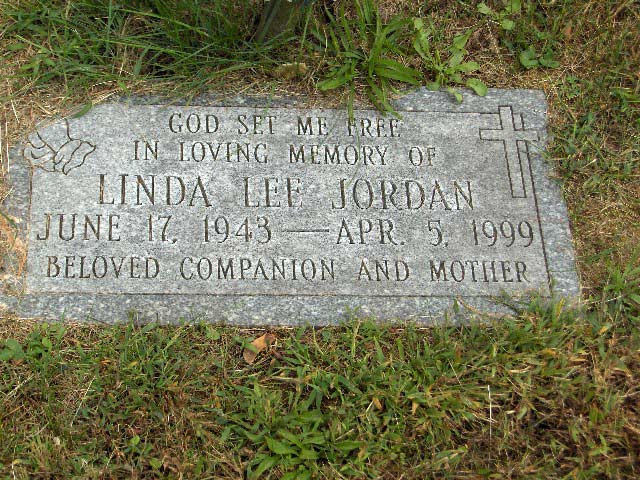 GOD SET ME FREE
IN LOVING MEMORY OF
LINDA LEE JORDAN
JUNE 17, 1943 — APR. 5, 1999
BELOVED COMPANION AND MOTHER